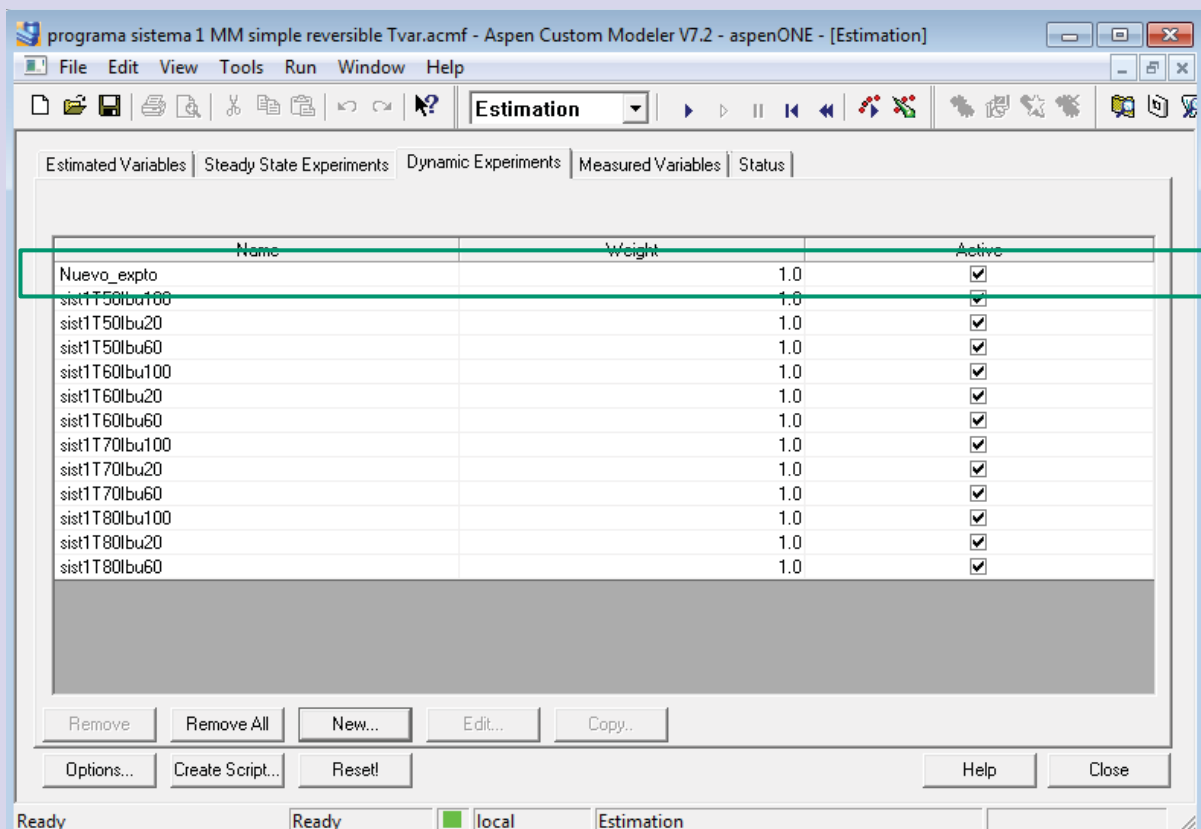 programa sistema 1 MM simple reversible Tvar.acmf - Aspen Custom Modeler V7.2 - aspenONE - [Estimation]
File Edit View Tools Run Window Help
Estimation
Estimated Variables Steady State Experiments Dynamic Experiments Measured Variables Status
Name Weight Active
Nuevo_expto 1.0
sist1T50Ibu100 1.0
sist1T50Ibu20 1.0
sist1T50Ibu60 1.0
sist1T60Ibu100 1.0
sist1T60Ibu20 1.0
sist1T60Ibu60 1.0
sist1T70Ibu100 1.0
sist1T70Ibu20 1.0
sist1T70Ibu60 1.0
sist1T80Ibu100 1.0
sist1T80Ibu20 1.0
sist1T80Ibu60 1.0
Remove Remove All New... Edit... Copy..
Options... Create Script... Reset! Help Close
Ready Ready local Estimation